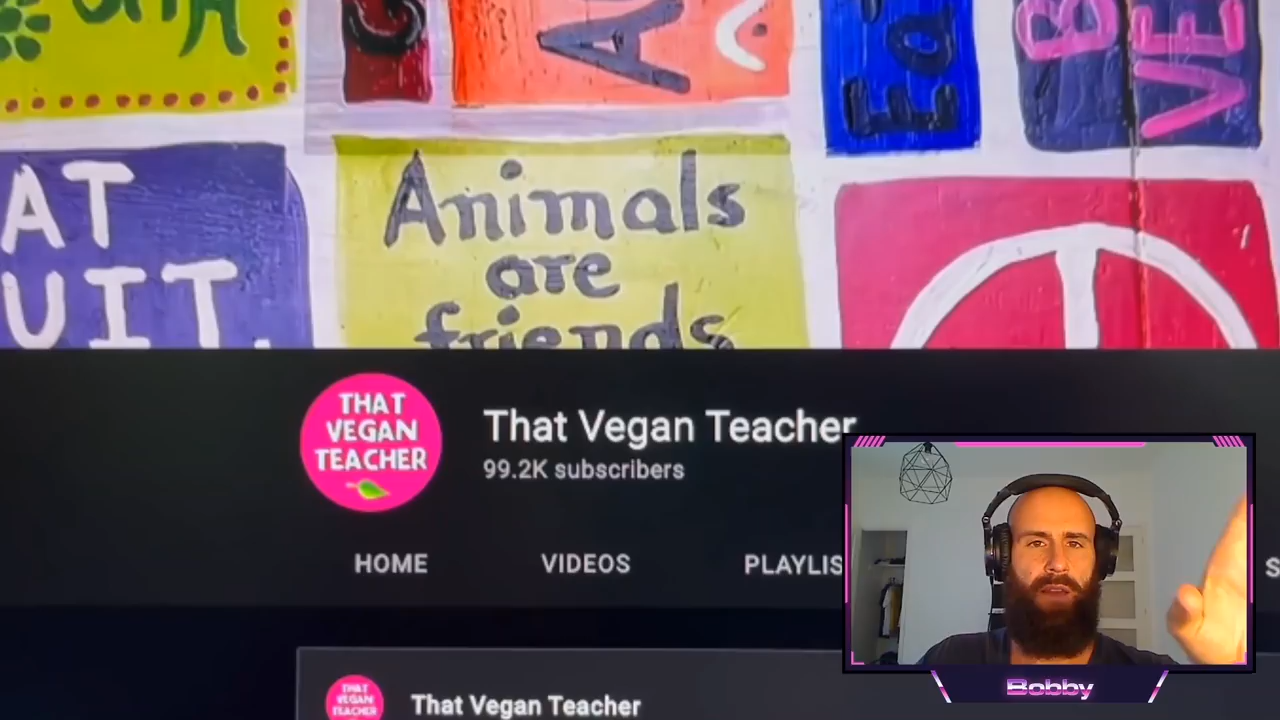 AT
UIT.
Animals
are
friends
VE
THAT
VEGAN
TEACHER
That Vegan Teacher
99.2K subscribers
HOME
VIDEOS
PLAYLIS
S
THAT
VEGAN
TEACHER
That Vegan Teacher
Bobby